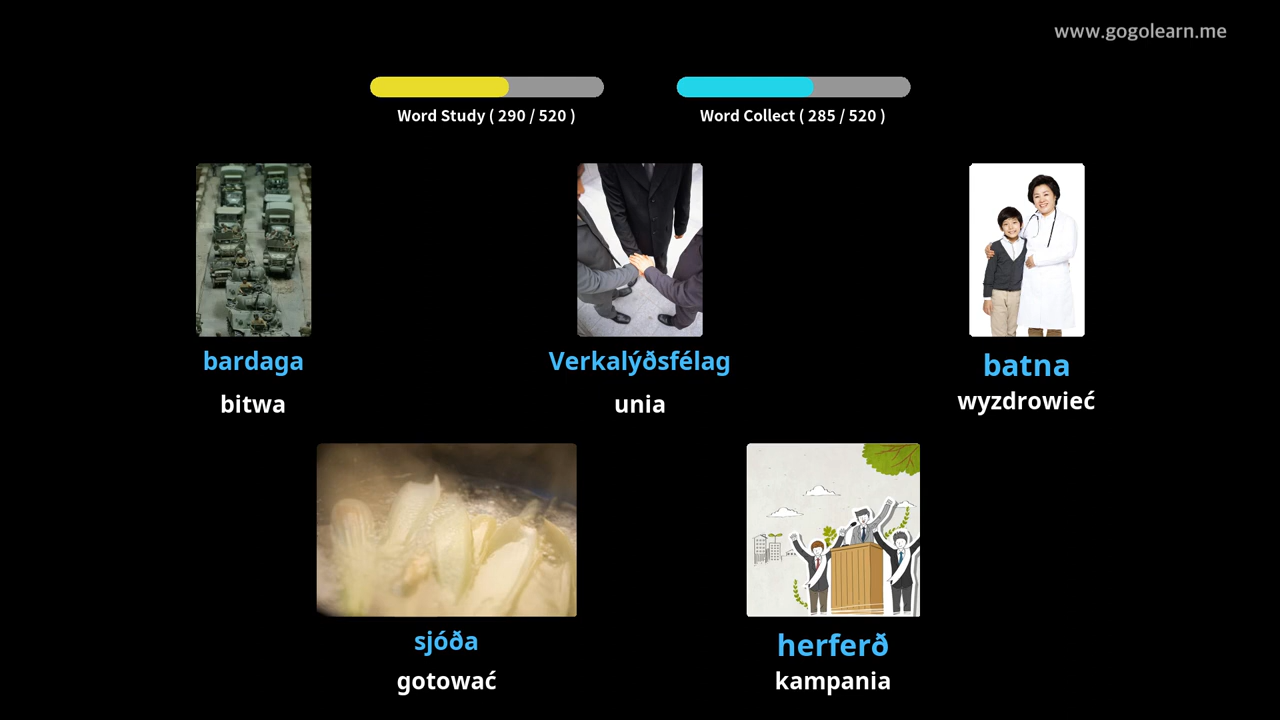 www.gogolearn.me
Word Study ( 290 / 520 )
Word Collect ( 285 / 520 )
bardaga
bitwa
Verkalýðsfélag
unia
batna
wyzdrowieć
sjóða
gotować
herferð
kampania